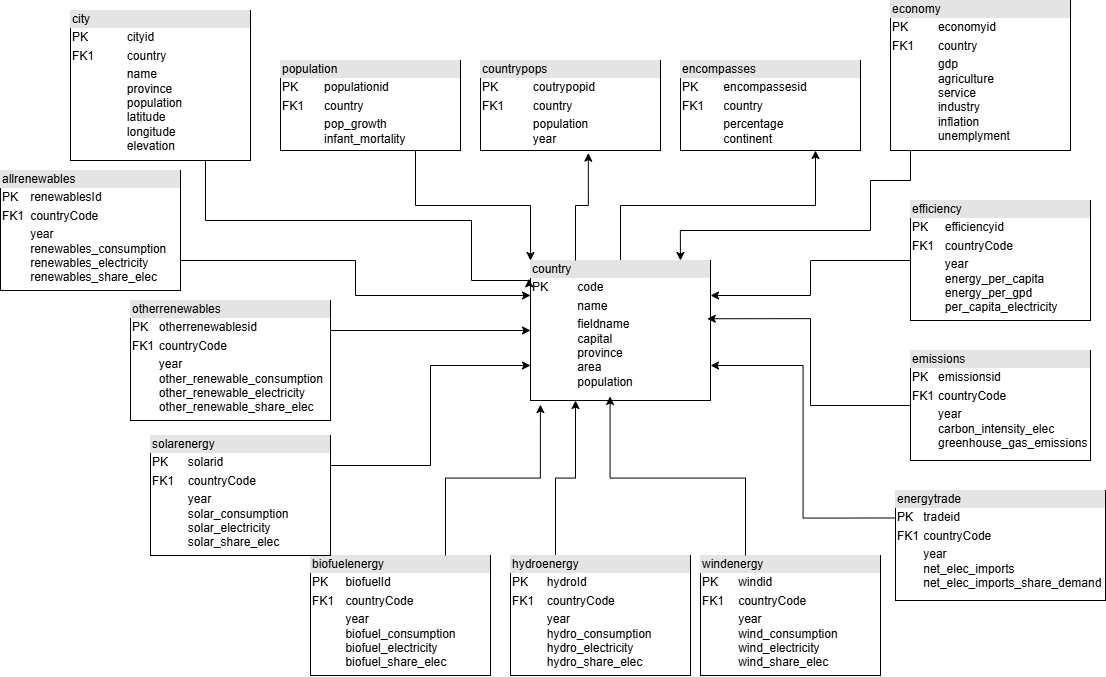 city
PK cityid
FK1 country
name
province
population
latitude
longitude
elevation
population
PK populationid
FK1 country
pop_growth
infant_mortality
countrypops
PK coutrypopid
FK1 country
population
year
encompasses
PK encompassesid
FK1 country
percentage
continent
economy
PK economyid
FK1 country
gdp
agriculture
service
industry
inflation
unemplyment
allrenewables
PK renewablesId
FK1 countryCode
year
renewables_consumption
renewables_electricity
renewables_share_elec
efficiency
PK efficiencyid
FK1 countryCode
year
energy_per_capita
energy_per_gpd
per_capita_electricity
country
PK code
name
fieldname
capital
province
area
population
otherrenewables
PK otherrenewablesid
FK1 countryCode
year
other_renewable_consumption
other_renewable_electricity
other_renewable_share_elec
emissions
PK emissionsid
FK1 countryCode
year
carbon_intensity_elec
greenhouse_gas_emissions
solarenergy
PK solarid
FK1 countryCode
year
solar_consumption
solar_electricity
solar_share_elec
energytrade
PK tradeid
FK1 countryCode
year
net_elec_imports
net_elec_imports_share_demand
biofuelenergy
PK biofuelId
FK1 countryCode
year
biofuel_consumption
biofuel_electricity
biofuel_share_elec
hydroenergy
PK hydroId
FK1 countryCode
year
hydro_consumption
hydro_electricity
hydro_share_elec
windenergy
PK windid
FK1 countryCode
year
wind_consumption
wind_electricity
wind_share_elec